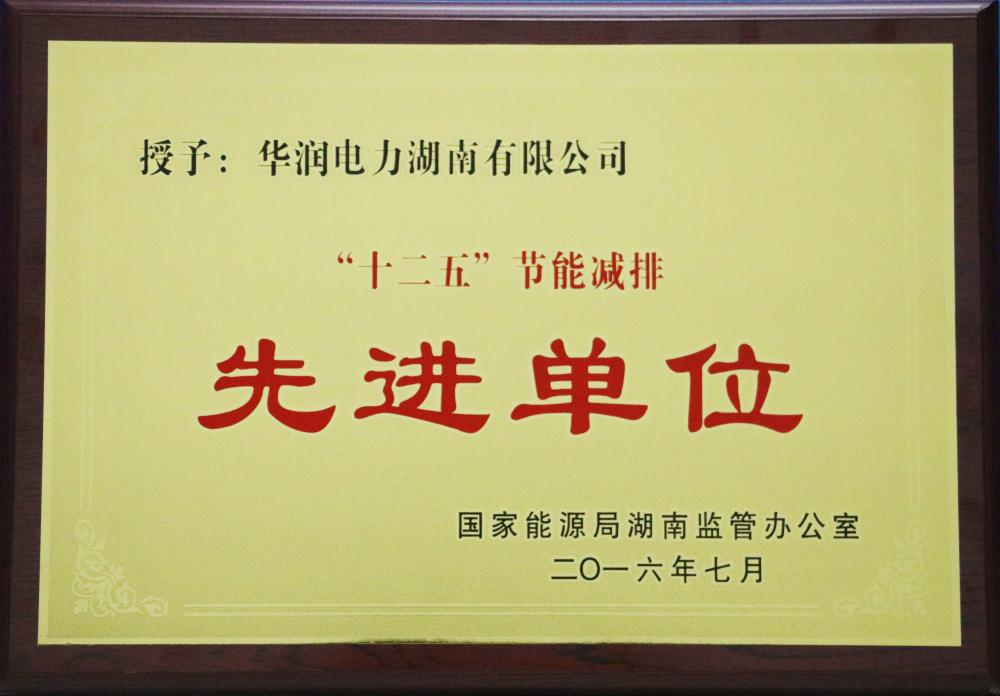 授予：华润电力湖南有限公司
“十二五”节能减排
先进单位
国家能源局湖南监管办公室
二〇一六年七月